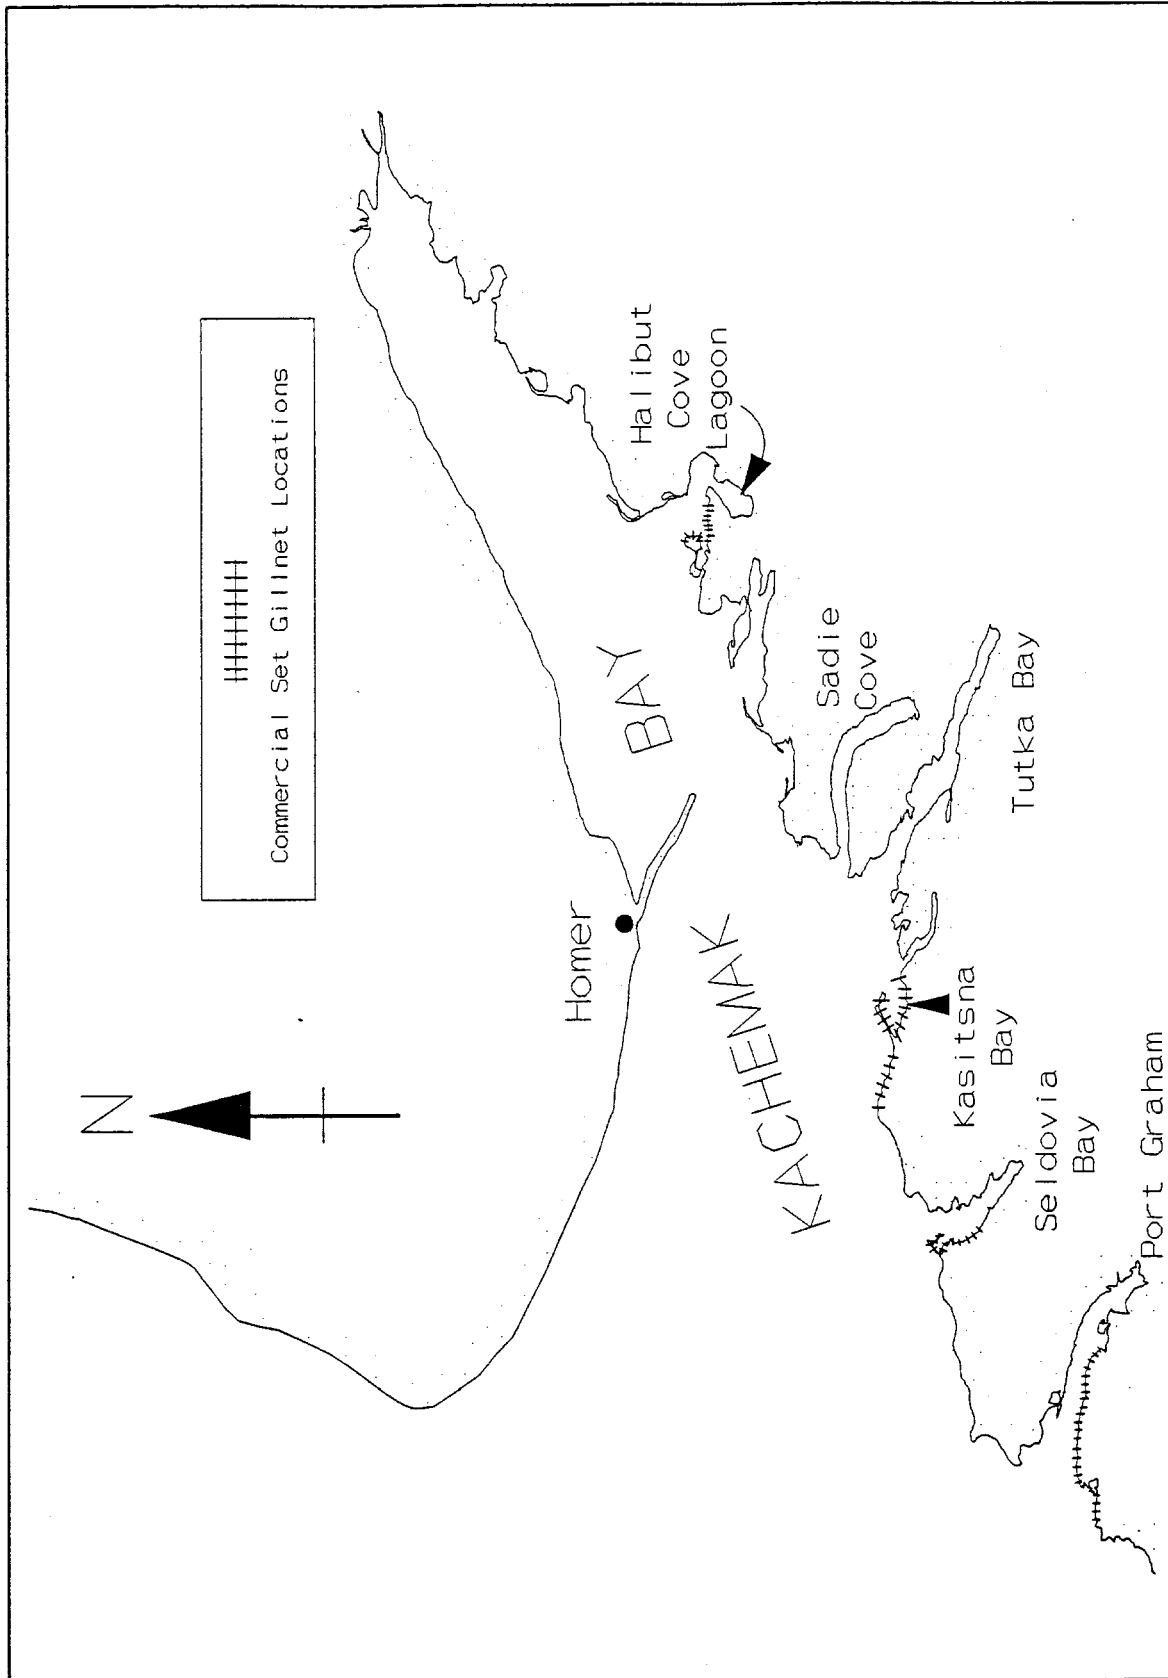 N
Commercial Set Gillnet Locations
Homer
KACHEMAK
BAY
Halibut
Cove
Lagoon
Sadie
Cove
Tutka Bay
Kasitsna
Bay
Seldovia
Bay
Port Graham